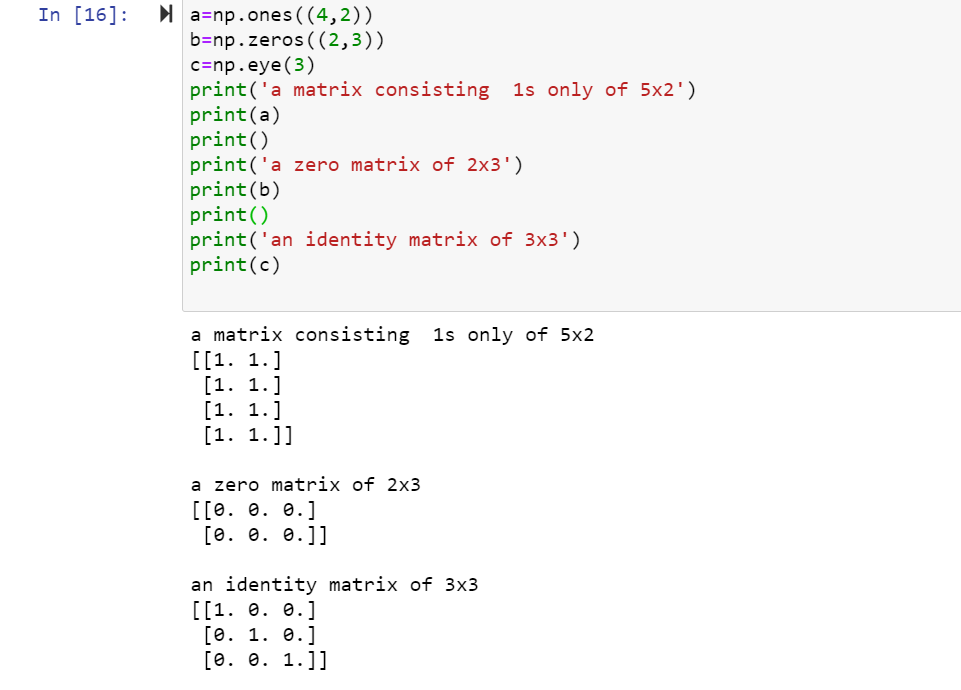 In [16]:
a=np.ones((4,2))
b=np.zeros((2,3))
c=np.eye(3)
print('a matrix consisting  1s only of 5x2')
print(a)
print()
print('a zero matrix of 2x3')
print(b)
print()
print('an identity matrix of 3x3')
print(c)
a matrix consisting  1s only of 5x2
[[1. 1.]
 [1. 1.]
 [1. 1.]
 [1. 1.]]
a zero matrix of 2x3
[[0. 0. 0.]
 [0. 0. 0.]]
an identity matrix of 3x3
[[1. 0. 0.]
 [0. 1. 0.]
 [0. 0. 1.]]